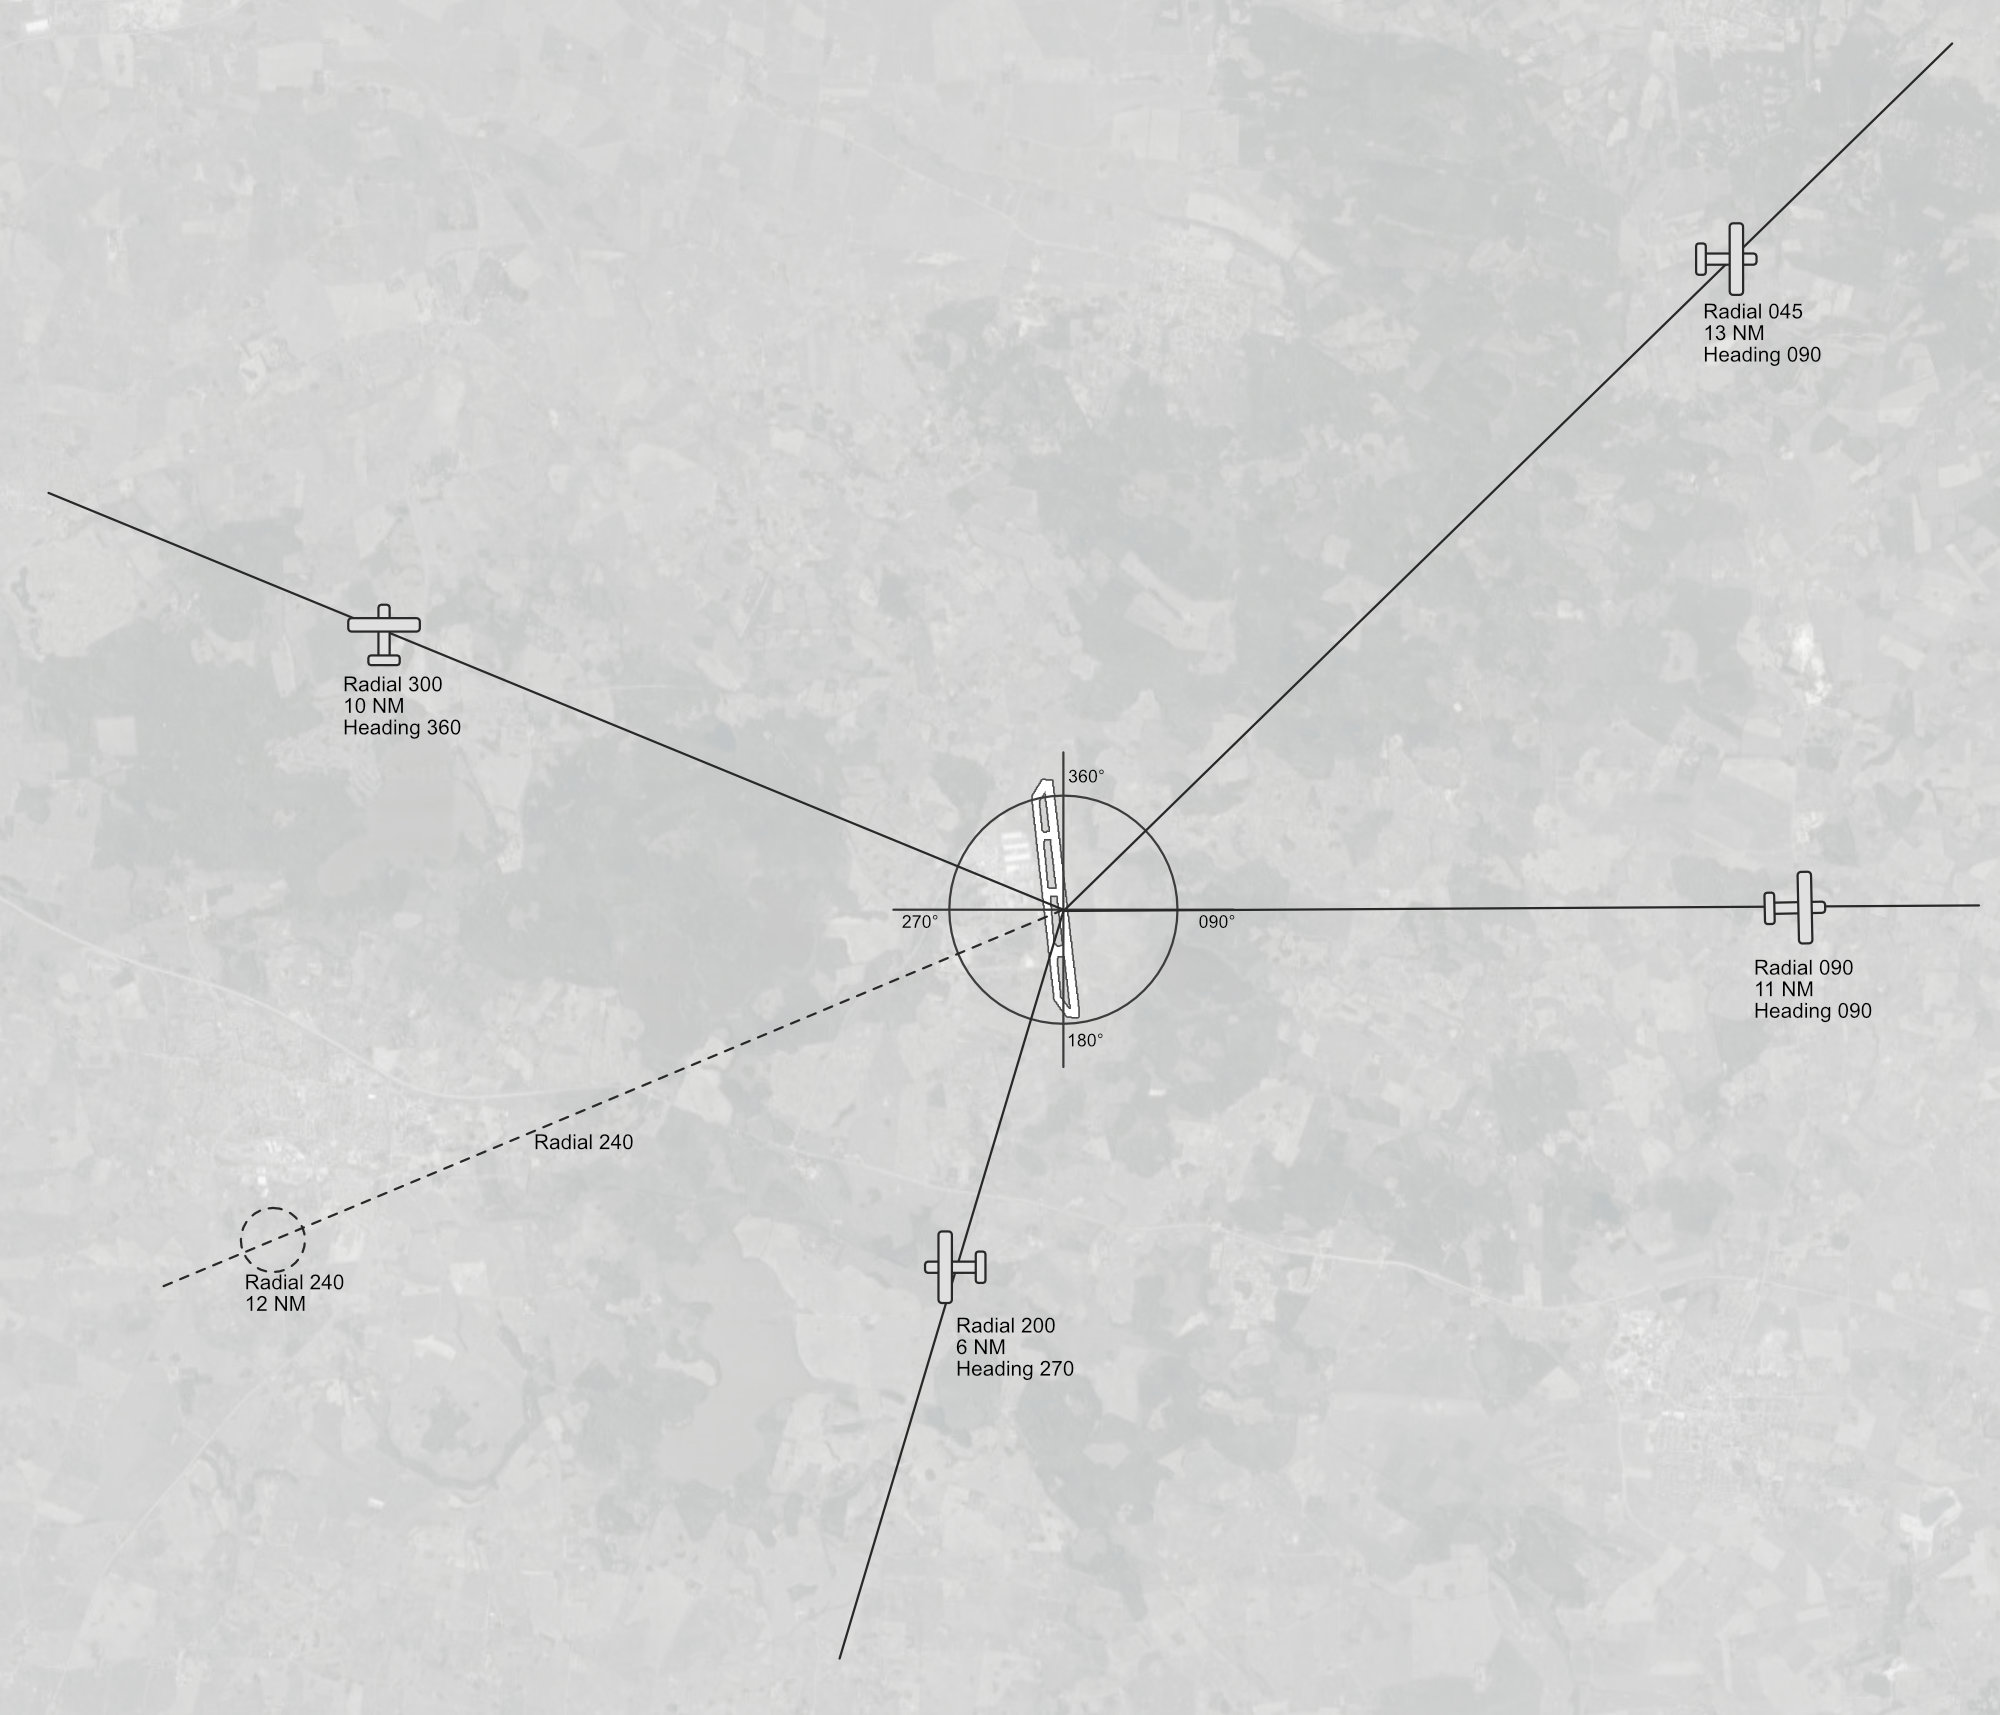 Radial 045
13 NM
Heading 090
Radial 300
10 NM
Heading 360
360°
270°
090°
180°
Radial 090
11 NM
Heading 090
Radial 240
Radial 240
12 NM
Radial 200
6 NM
Heading 270